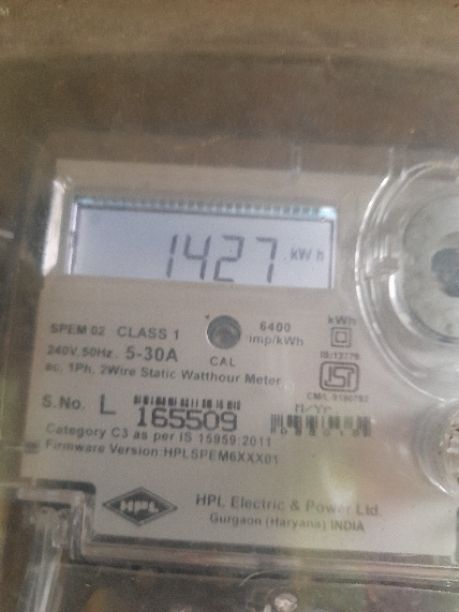 1427 kWh
SPEM 02 CLASS 1
6400
imp/kWh
kWh
240V, 50Hz. 5-30A
CAL
IS:13779
ac, 1Ph, 2Wire Static Watthour Meter
ISI
S.No. L 165509
Category C3 as per IS 15959:2011
Firmware Version:HPLSPEM6XXX01
HPL
HPL Electric & Power Ltd.
Gurgaon (Haryana) INDIA